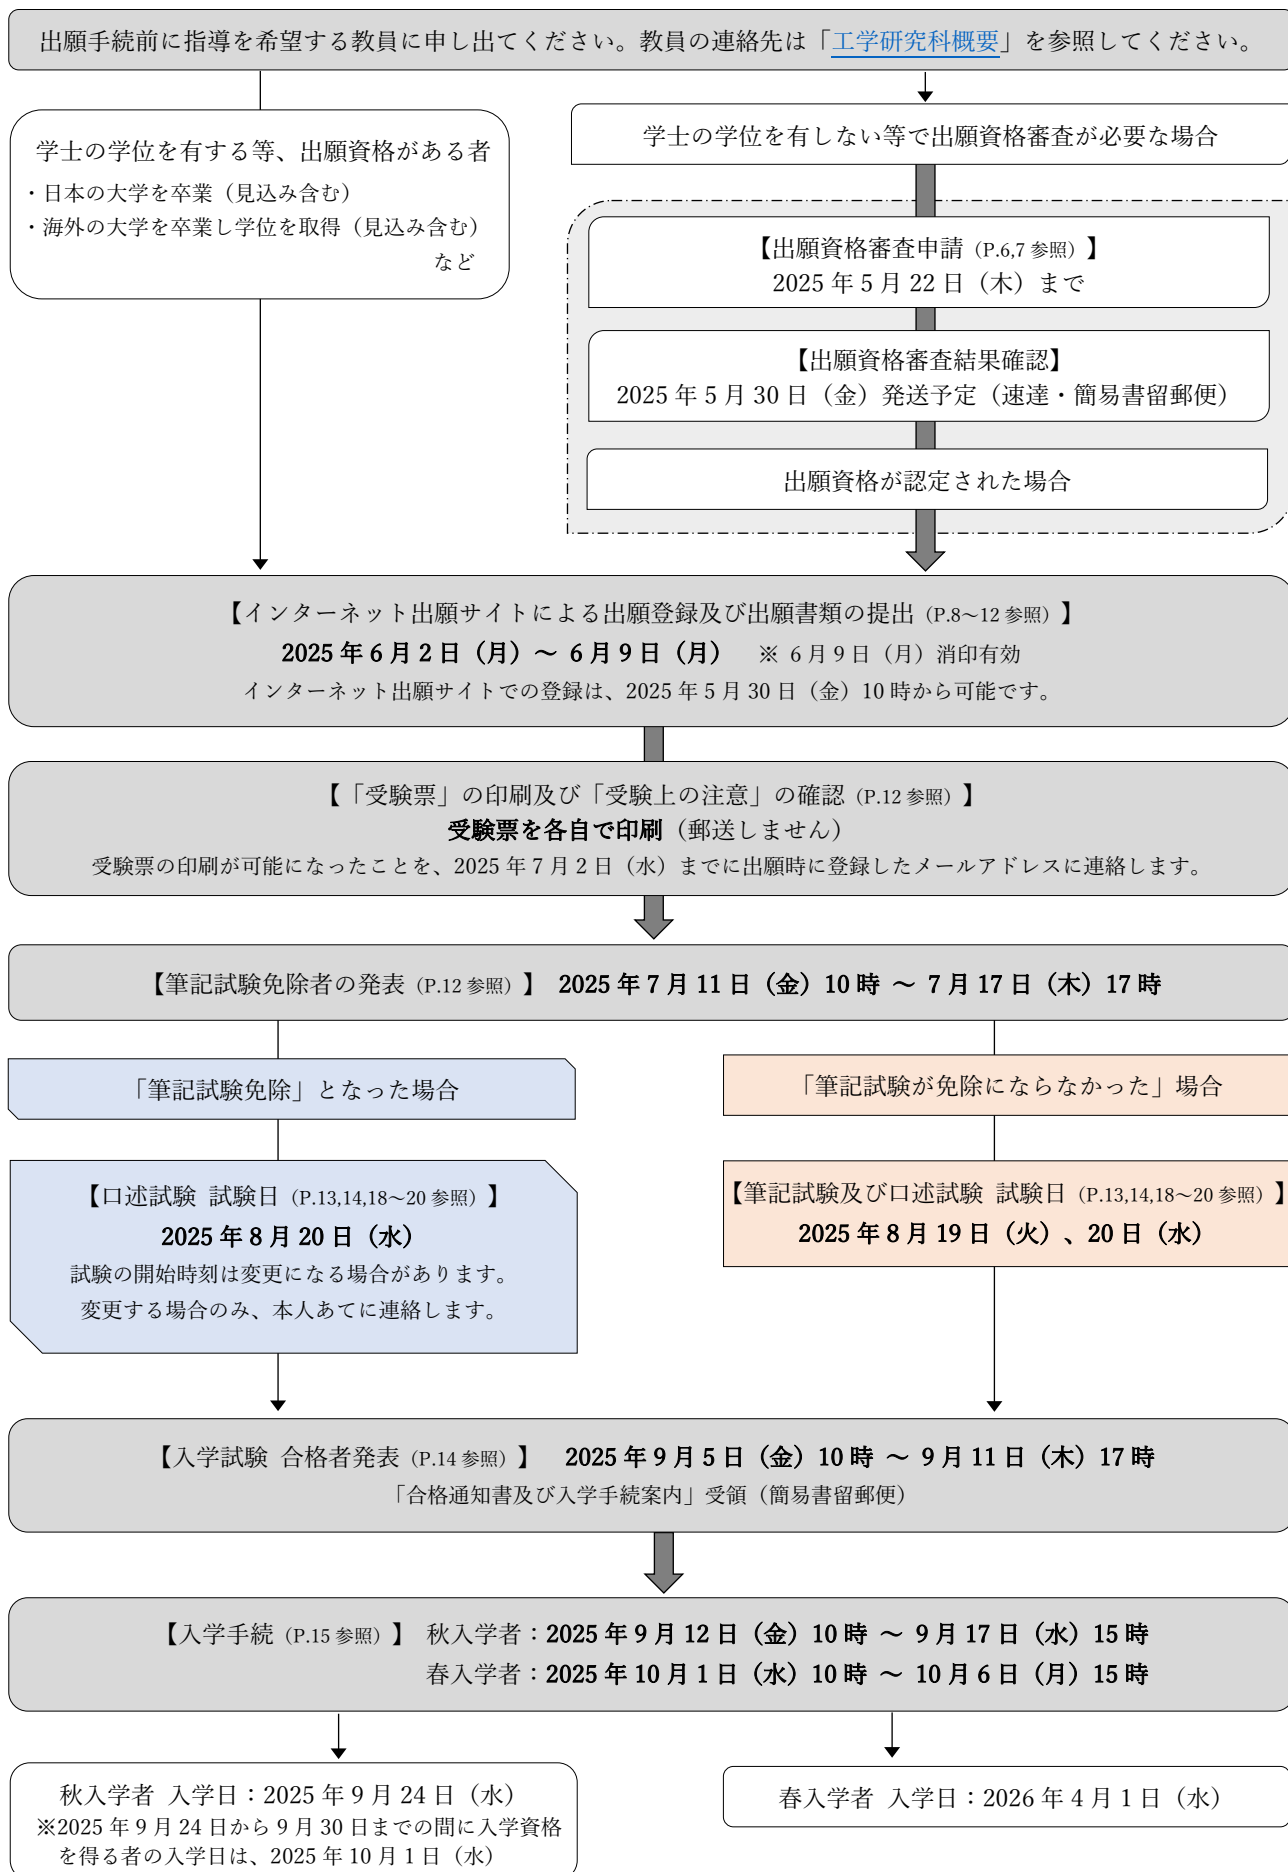 出願手続前に指導を希望する教員に申し出てください。教員の連絡先は「工学研究科概要」を参照してください。
学士の学位を有する等、出願資格がある者
・日本の大学を卒業（見込み含む）
・海外の大学を卒業し学位を取得（見込み含む）
など
学士の学位を有しない等で出願資格審査が必要な場合
【出願資格審査申請（P.6,7 参照）】
2025 年 5 月 22 日（木）まで
【出願資格審査結果確認】
2025 年 5 月 30 日（金）発送予定（速達・簡易書留郵便）
出願資格が認定された場合
【インターネット出願サイトによる出願登録及び出願書類の提出（P.8～12 参照）】
2025 年 6 月 2 日（月）～ 6 月 9 日（月） ※ 6 月 9 日（月）消印有効
インターネット出願サイトでの登録は、2025 年 5 月 30 日（金）10 時から可能です。
【「受験票」の印刷及び「受験上の注意」の確認（P.12 参照）】
受験票を各自で印刷（郵送しません）
受験票の印刷が可能になったことを、2025 年 7 月 2 日（水）までに出願時に登録したメールアドレスに連絡します。
【筆記試験免除者の発表（P.12 参照）】 2025 年 7 月 11 日（金）10 時 ～ 7 月 17 日（木）17 時
「筆記試験免除」となった場合
【口述試験 試験日（P.13,14,18～20 参照）】
2025 年 8 月 20 日（水）
試験の開始時刻は変更になる場合があります。
変更する場合のみ、本人あてに連絡します。
「筆記試験が免除にならなかった」場合
【筆記試験及び口述試験 試験日（P.13,14,18～20 参照）】
2025 年 8 月 19 日（火）、20 日（水）
【入学試験 合格者発表（P.14 参照）】 2025 年 9 月 5 日（金）10 時 ～ 9 月 11 日（木）17 時
「合格通知書及び入学手続案内」受領（簡易書留郵便）
【入学手続（P.15 参照）】 秋入学者：2025 年 9 月 12 日（金）10 時 ～ 9 月 17 日（水）15 時
春入学者：2025 年 10 月 1 日（水）10 時 ～ 10 月 6 日（月）15 時
秋入学者 入学日：2025 年 9 月 24 日（水）
※2025 年 9 月 24 日から 9 月 30 日までの間に入学資格
を得る者の入学日は、2025 年 10 月 1 日（水）
春入学者 入学日：2026 年 4 月 1 日（水）